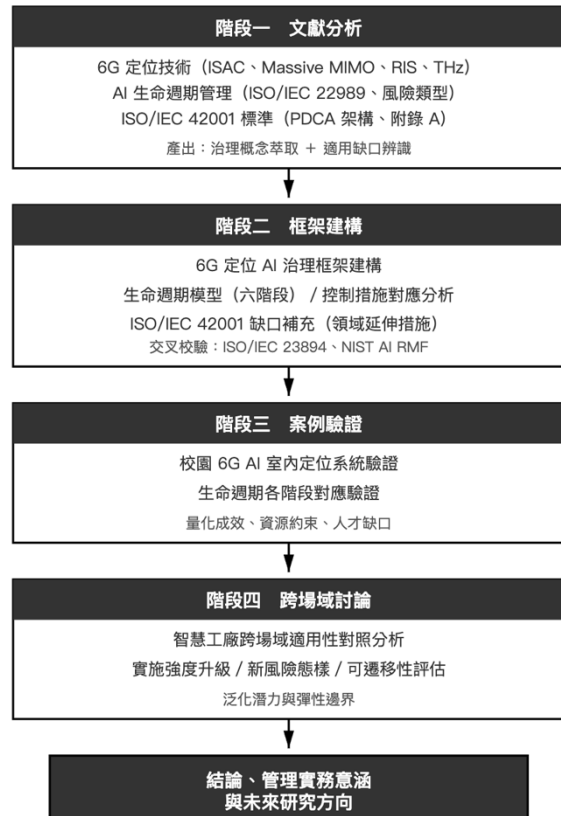 階段一　文獻分析
6G 定位技術（ISAC、Massive MIMO、RIS、THz）
AI 生命週期管理（ISO/IEC 22989、風險類型）
ISO/IEC 42001 標準（PDCA 架構、附錄 A）
產出：治理概念萃取 ＋ 適用缺口辨識
階段二　框架建構
6G 定位 AI 治理框架建構
生命週期模型（六階段）/ 控制措施對應分析
ISO/IEC 42001 缺口補充（領域延伸措施）
交叉校驗：ISO/IEC 23894、NIST AI RMF
階段三　案例驗證
校園 6G AI 室內定位系統驗證
生命週期各階段對應驗證
量化成效、資源約束、人才缺口
階段四　跨場域討論
智慧工廠跨場域適用性對照分析
實施強度升級 / 新風險態樣 / 可遷移性評估
泛化潛力與彈性邊界
結論、管理實務意涵
與未來研究方向